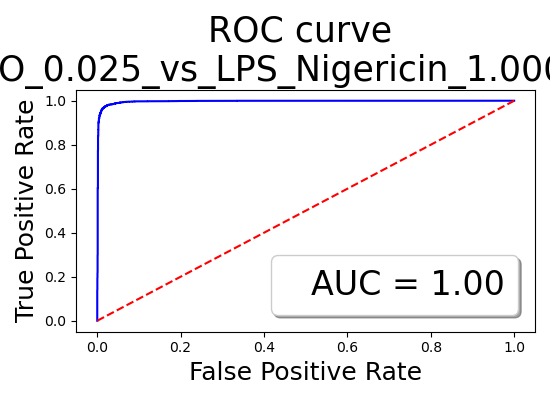 ROC curve
O_0.025_vs_LPS_Nigericin_1.000
True Positive Rate
1.0
0.8
0.6
0.4
0.2
0.0
AUC = 1.00
0.0 0.2 0.4 0.6 0.8 1.0
False Positive Rate